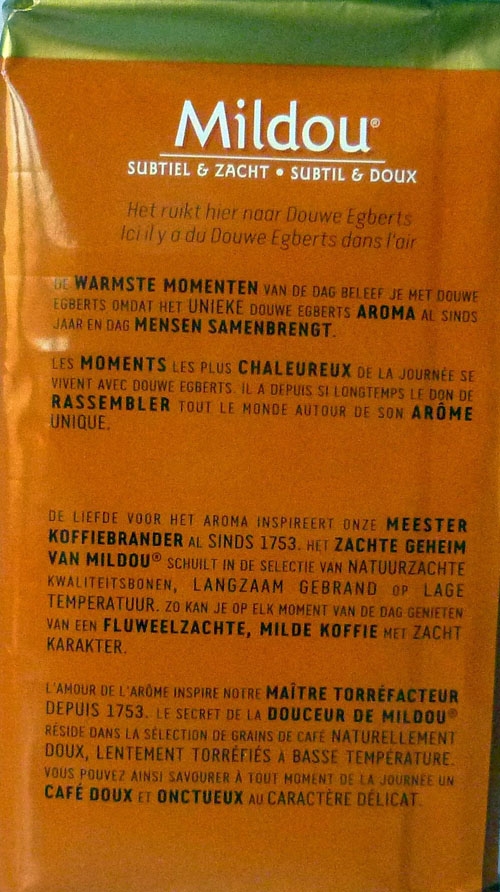 Mildou®
SUBTIEL & ZACHT • SUBTIL & DOUX
Het ruikt hier naar Douwe Egberts
Ici il y a du Douwe Egberts dans l'air
DE WARMSTE MOMENTEN VAN DE DAG BELEEF JE MET DOUWE
EGBERTS OMDAT HET UNIEKE DOUWE EGBERTS AROMA AL SINDS
JAAR EN DAG MENSEN SAMENBRENGT.
LES MOMENTS LES PLUS CHALEUREUX DE LA JOURNÉE SE
VIVENT AVEC DOUWE EGBERTS. IL A DEPUIS SI LONGTEMPS LE DON DE
RASSEMBLER TOUT LE MONDE AUTOUR DE SON ARÔME
UNIQUE.
DE LIEFDE VOOR HET AROMA INSPIREERT ONZE MEESTER
KOFFIEBRANDER AL SINDS 1753. HET ZACHTE GEHEIM
VAN MILDOU® SCHUILT IN DE SELECTIE VAN NATUURZACHTE
KWALITEITSBONEN, LANGZAAM GEBRAND OP LAGE
TEMPERATUUR. ZO KAN JE OP ELK MOMENT VAN DE DAG GENIETEN
VAN EEN FLUWEELZACHTE, MILDE KOFFIE MET ZACHT
KARAKTER.
L'AMOUR DE L'ARÔME INSPIRE NOTRE MAÎTRE TORRÉFACTEUR
DEPUIS 1753. LE SECRET DE LA DOUCEUR DE MILDOU®
RÉSIDE DANS LA SÉLECTION DE GRAINS DE CAFÉ NATURELLEMENT
DOUX, LENTEMENT TORRÉFIÉS À BASSE TEMPÉRATURE.
VOUS POUVEZ AINSI SAVOURER À TOUT MOMENT DE LA JOURNÉE UN
CAFÉ DOUX ET ONCTUEUX AU CARACTÈRE DÉLICAT.